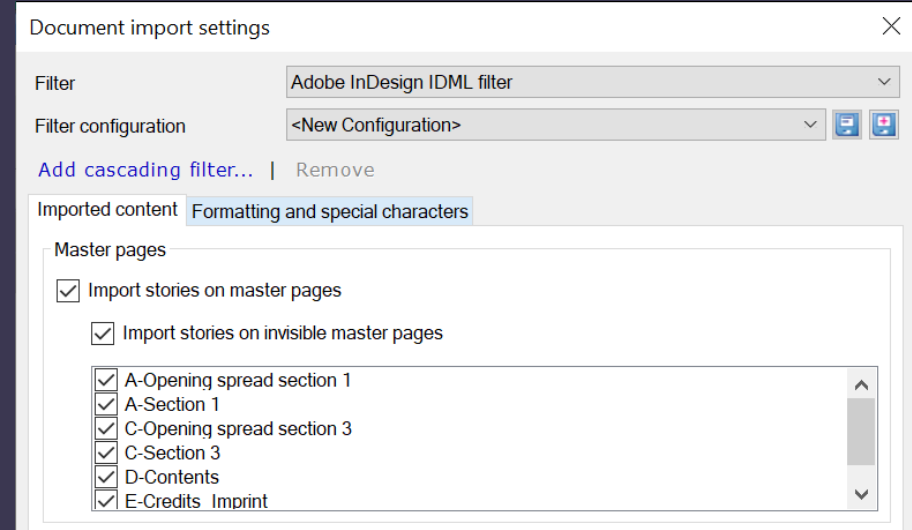 Document import settings
Filter
Adobe InDesign IDML filter
Filter configuration
<New Configuration>
Add cascading filter... | Remove
Imported content
Formatting and special characters
Master pages
Import stories on master pages
Import stories on invisible master pages
A-Opening spread section 1
A-Section 1
C-Opening spread section 3
C-Section 3
D-Contents
E-Credits_Imprint